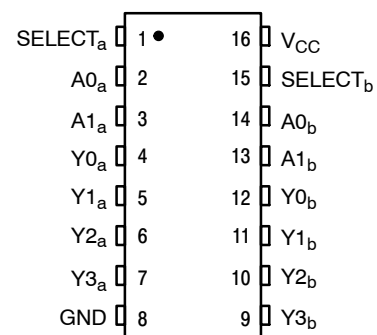 SELECTa 1 16 VCC
A0a 2 15 SELECTb
A1a 3 14 A0b
Y0a 4 13 A1b
Y1a 5 12 Y0b
Y2a 6 11 Y1b
Y3a 7 10 Y2b
GND 8 9 Y3b